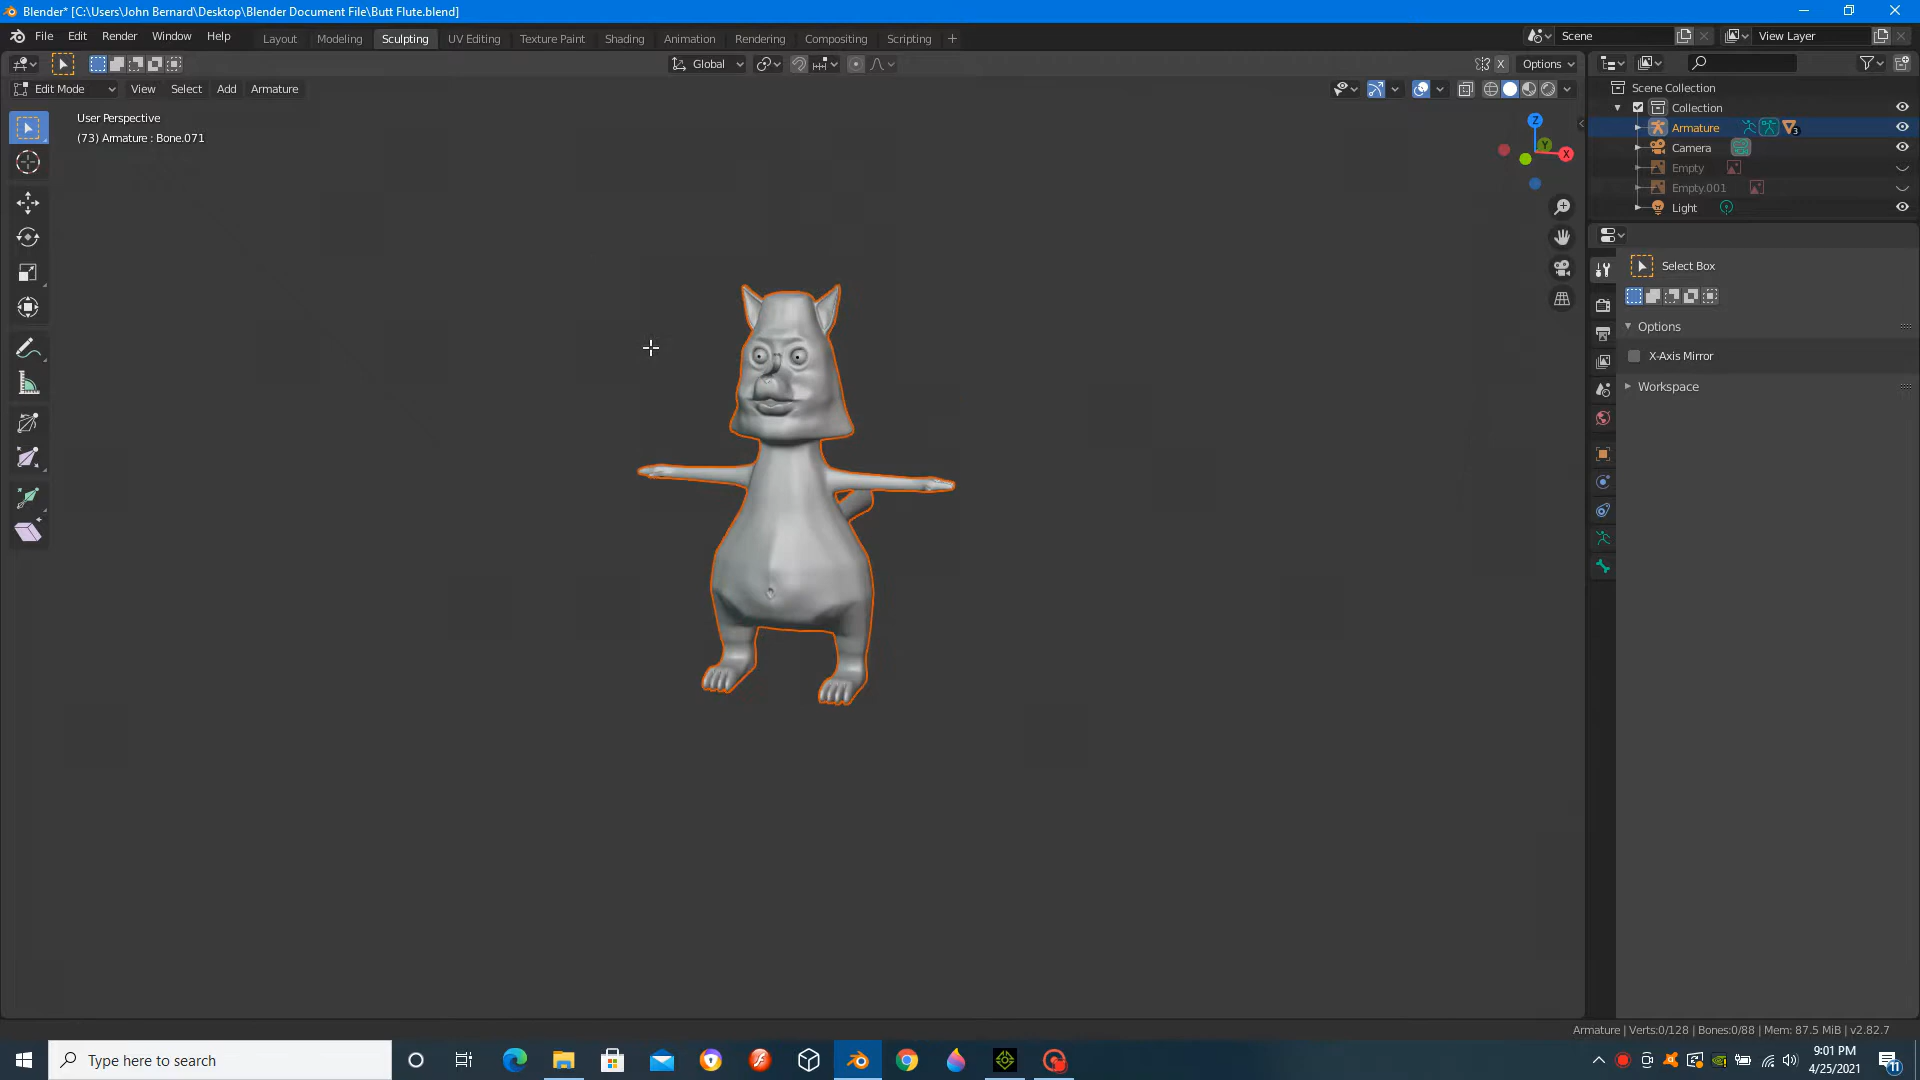 Blender* [C:\Users\John Bernard\Desktop\Blender Document File\Butt Flute.blend]
File Edit Render Window Help
Layout Modeling Sculpting UV Editing Texture Paint Shading Animation Rendering Compositing Scripting +
Scene
View Layer
Global
X
Options
Edit Mode View Select Add Armature
User Perspective
(73) Armature : Bone.071
Z
Y
X
Scene Collection
Collection
Armature
3
Camera
Empty
Empty.001
Light
Select Box
Options
X-Axis Mirror
Workspace
Armature | Verts:0/128 | Bones:0/88 | Mem: 87.5 MiB | v2.82.7
Type here to search
9:01 PM
4/25/2021
11